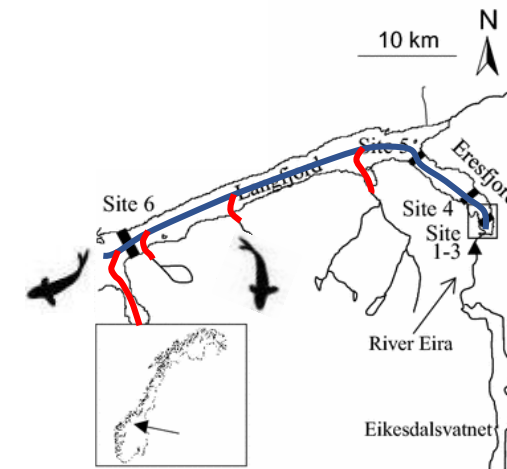 N
10 km
Site 5
Eresfjord
Langfjord
Site 6
Site 4
Site
1-3
River Eira
Eikesdalsvatnet